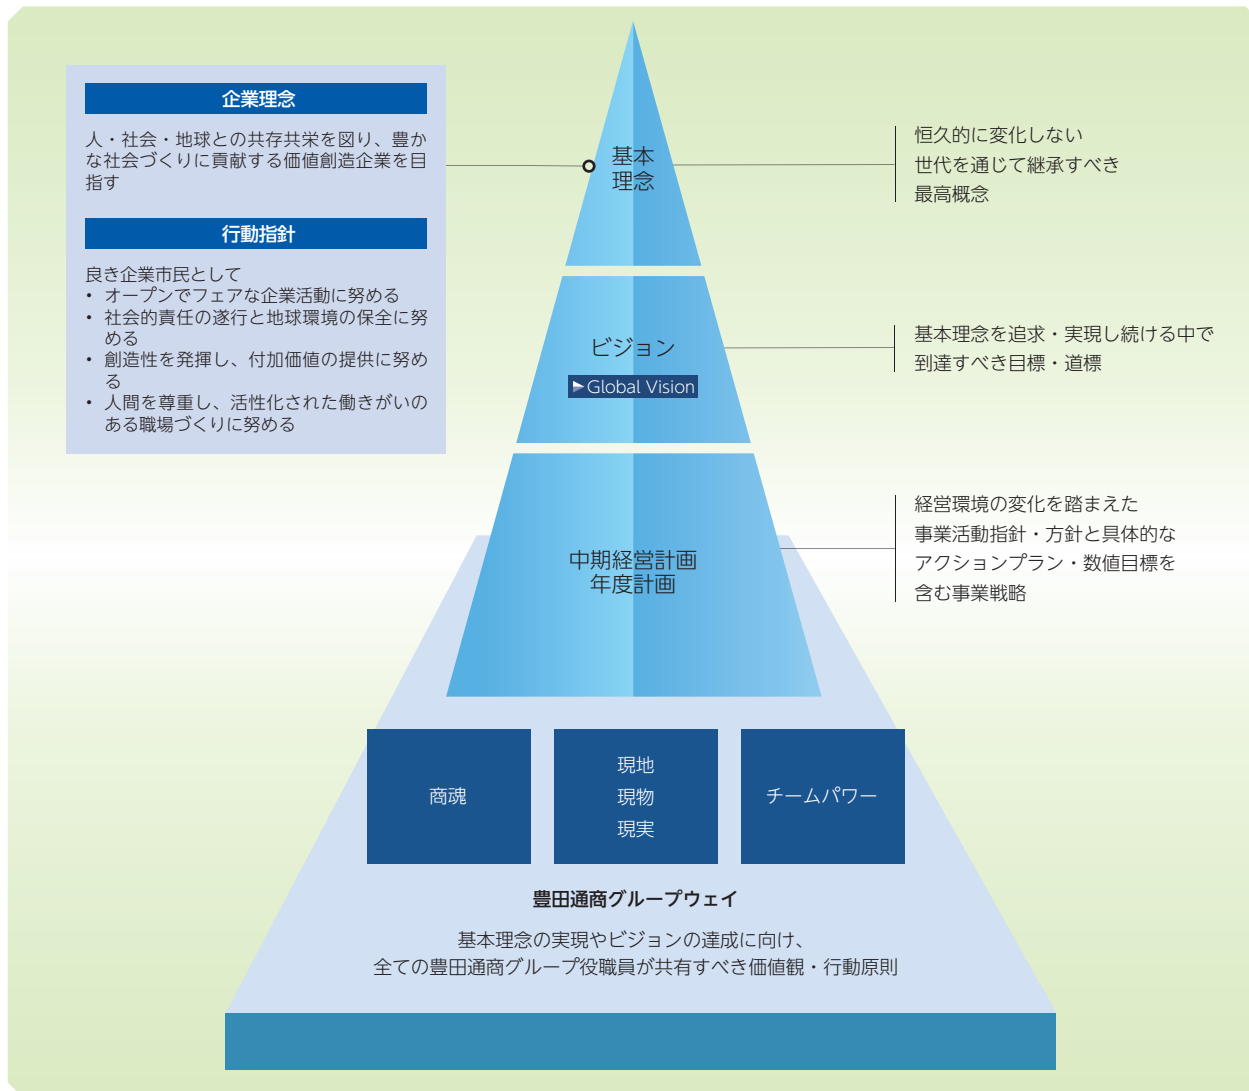 企業理念
人・社会・地球との共存共栄を図り、豊か
な社会づくりに貢献する価値創造企業を目
指す
行動指針
良き企業市民として
• オープンでフェアな企業活動に努める
• 社会的責任の遂行と地球環境の保全に努
める
• 創造性を発揮し、付加価値の提供に努め
る
• 人間を尊重し、活性化された働きがいの
ある職場づくりに努める
基本
理念
恒久的に変化しない
世代を通じて継承すべき
最高概念
ビジョン
Global Vision
基本理念を追求・実現し続ける中で
到達すべき目標・道標
中期経営計画
年度計画
経営環境の変化を踏まえた
事業活動指針・方針と具体的な
アクションプラン・数値目標を
含む事業戦略
商魂
現地
現物
現実
チームパワー
豊田通商グループウェイ
基本理念の実現やビジョンの達成に向け、
全ての豊田通商グループ役職員が共有すべき価値観・行動原則